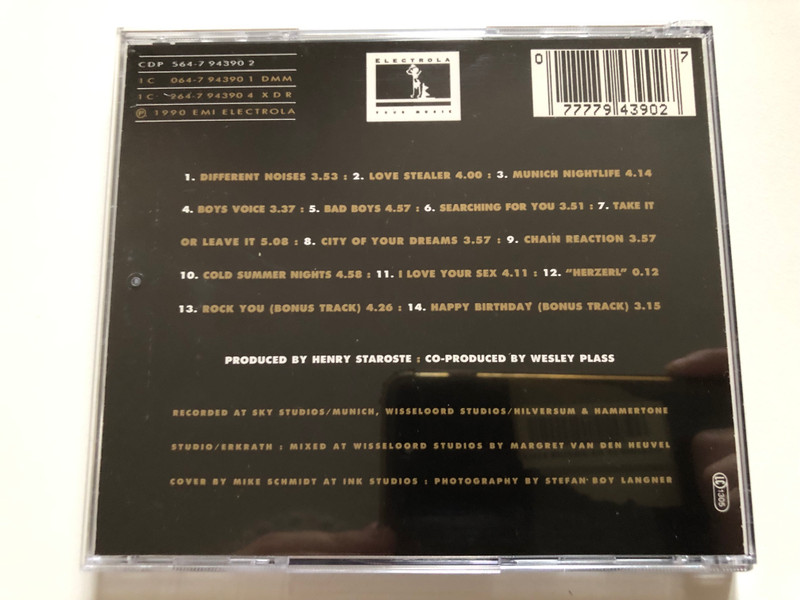 CDP 564-7 94390 2
1C 064-7 94390 1 DMM
1C 264-7 94390 4 XDR
℗ 1990 EMI ELECTROLA
ELECTROLA
YOUR MUSIC
0 77779 43902 7
1. DIFFERENT NOISES 3.53 : 2. LOVE STEALER 4.00 : 3. MUNICH NIGHTLIFE 4.14
4. BOYS VOICE 3.37 : 5. BAD BOYS 4.57 : 6. SEARCHING FOR YOU 3.51 : 7. TAKE IT
OR LEAVE IT 5.08 : 8. CITY OF YOUR DREAMS 3.57 : 9. CHAIN REACTION 3.57
10. COLD SUMMER NIGHTS 4.58 : 11. I LOVE YOUR SEX 4.11 : 12. "HERZERL" 0.12
13. ROCK YOU (BONUS TRACK) 4.26 : 14. HAPPY BIRTHDAY (BONUS TRACK) 3.15
PRODUCED BY HENRY STAROSTE : CO-PRODUCED BY WESLEY PLASS
RECORDED AT SKY STUDIOS/MUNICH, WISSELOORD STUDIOS/HILVERSUM & HAMMERTONE
STUDIO/ERKRATH : MIXED AT WISSELOORD STUDIOS BY MARGRET VAN DEN HEUVEL
COVER BY MIKE SCHMIDT AT INK STUDIOS : PHOTOGRAPHY BY STEFAN BOY LANGNER
LC 1305